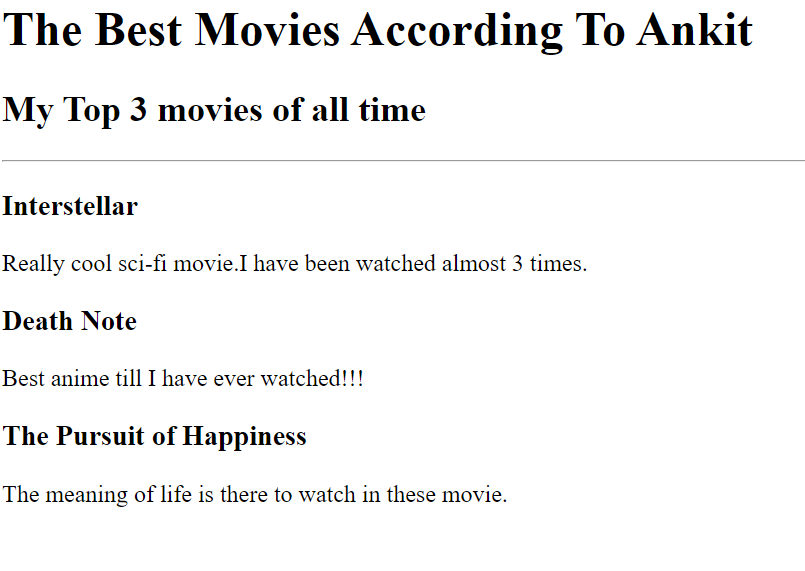 The Best Movies According To Ankit
My Top 3 movies of all time
Interstellar
Really cool sci-fi movie.I have been watched almost 3 times.
Death Note
Best anime till I have ever watched!!!
The Pursuit of Happiness
The meaning of life is there to watch in these movie.